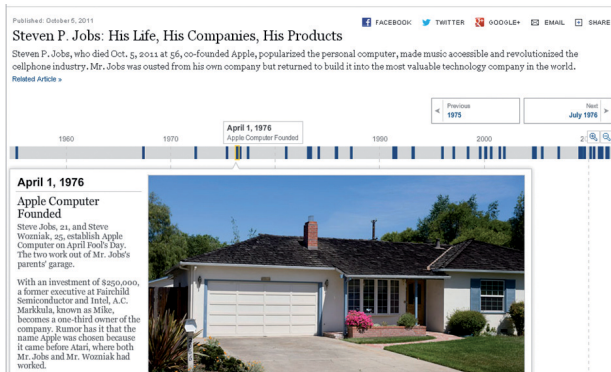 Published: October 5, 2011
FACEBOOK TWITTER GOOGLE+ EMAIL SHARE
Steven P. Jobs: His Life, His Companies, His Products
Steven P. Jobs, who died Oct. 5, 2011 at 56, co-founded Apple, popularized the personal computer, made music accessible and revolutionized the
cellphone industry. Mr. Jobs was ousted from his own company but returned to build it into the most valuable technology company in the world.
Related Article »
Previous
1975
Next
July 1976
April 1, 1976
Apple Computer Founded
1960 1970 1990 2000
April 1, 1976
Apple Computer
Founded
Steve Jobs, 21, and Steve
Wozniak, 25, establish Apple
Computer on April Fool's Day.
The two work out of Mr. Jobs's
parents' garage.
With an investment of $250,000,
a former executive at Fairchild
Semiconductor and Intel, A.C.
Markkula, known as Mike,
becomes a one-third owner of the
company. Rumor has it that the
name Apple was chosen because
it came before Atari, where both
Mr. Jobs and Mr. Wozniak had
worked.